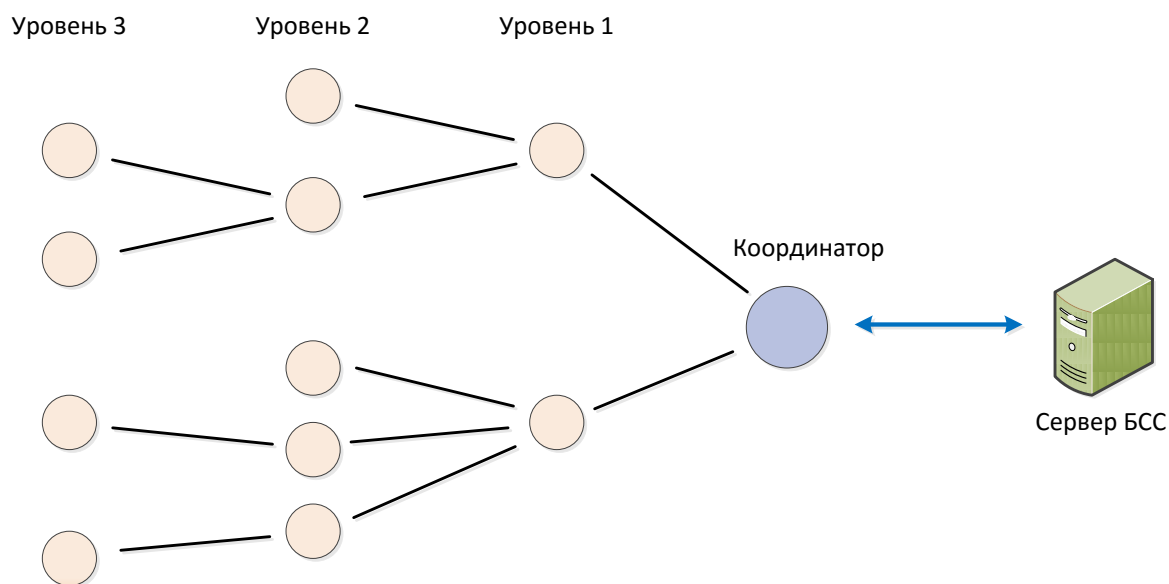 Уровень 3
Уровень 2
Уровень 1
Координатор
Сервер БСС